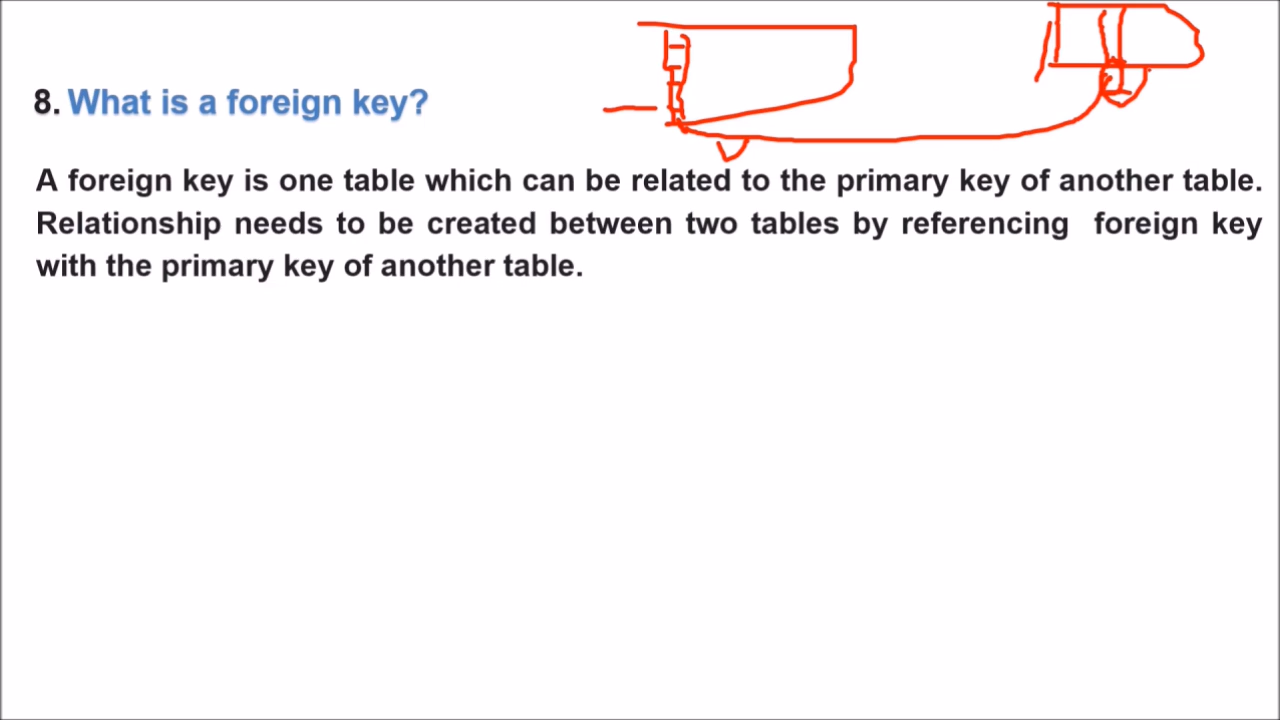 8. What is a foreign key?
A foreign key is one table which can be related to the primary key of another table.
Relationship needs to be created between two tables by referencing foreign key
with the primary key of another table.